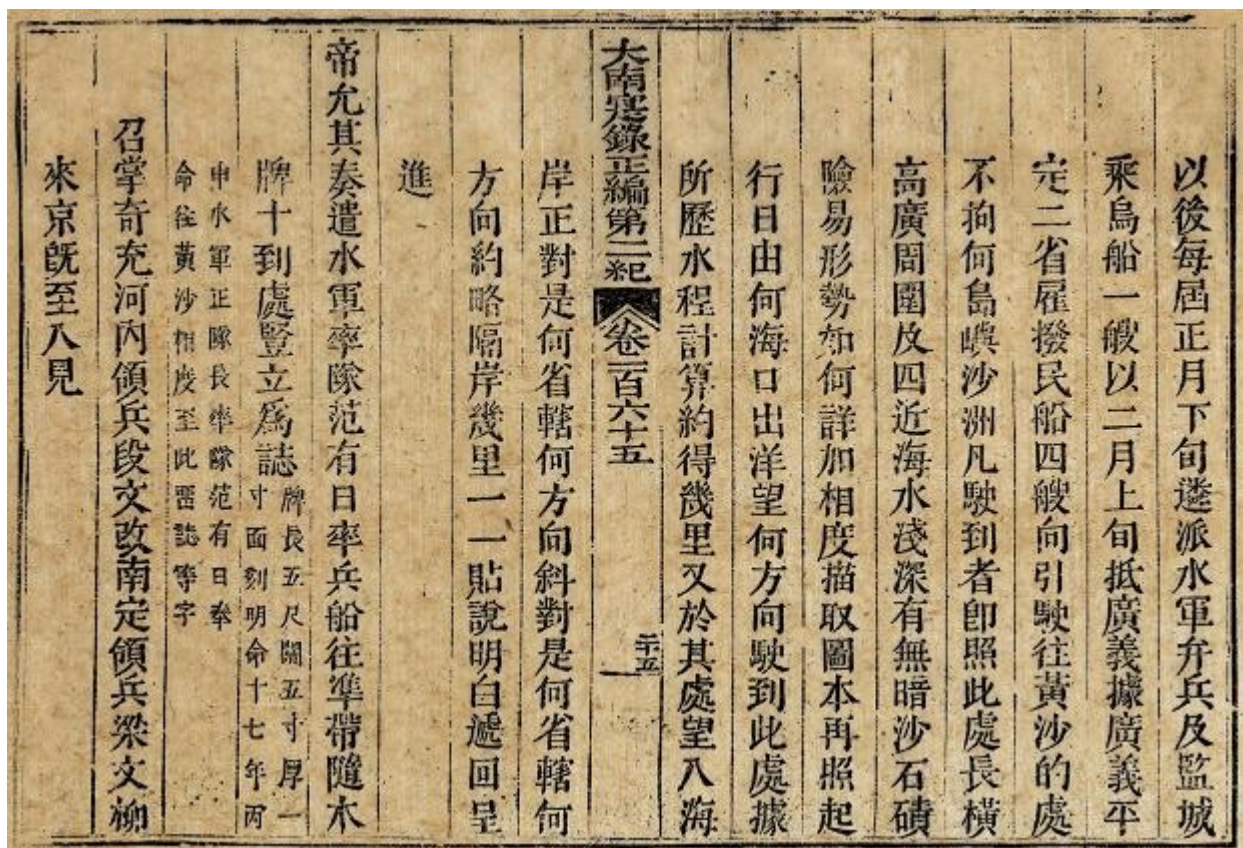 以後每屆正月下旬遴派水軍弁兵及監城
乘烏船一艘以二月上旬抵廣義據廣義平
定二省雇撥民船四艘向引駛往黃沙的處
不拘何島嶼沙洲凡駛到者卽照此處長橫
高廣周圍及四近海水淺深有無暗沙石磧
險易形勢如何詳加相度描取圖本再照起
行日由何海口出洋望何方向駛到此處據
所歷水程計算約得幾里又於其處望入海
大南寔錄正編第二紀 卷一百六十五 二十五
岸正對是何省轄何方向斜對是何省轄何
方向約略隔岸幾里一一貼說明白遞回呈
進
帝允其奏遣水軍率隊范有日率兵船往準帶隨木
牌十到處豎立爲誌
牌長五尺闊五寸厚一
寸面刻明命十七年丙
申水軍正隊長率隊范有日奉
命往黃沙相度至此畱誌等字
召掌奇充河內領兵段文改南定領兵梁文柳
來京既至入見